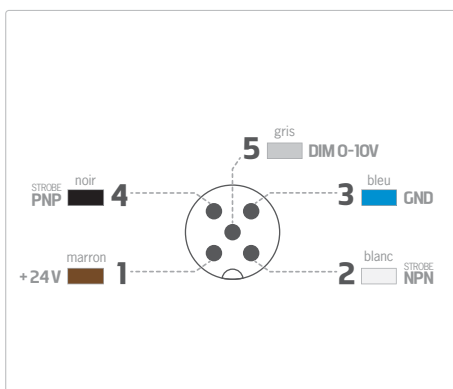 gris
5 DIM 0-10V
STROBE
PNP
noir
4
bleu
3 GND
marron
+24V 1
blanc
2 STROBE
NPN